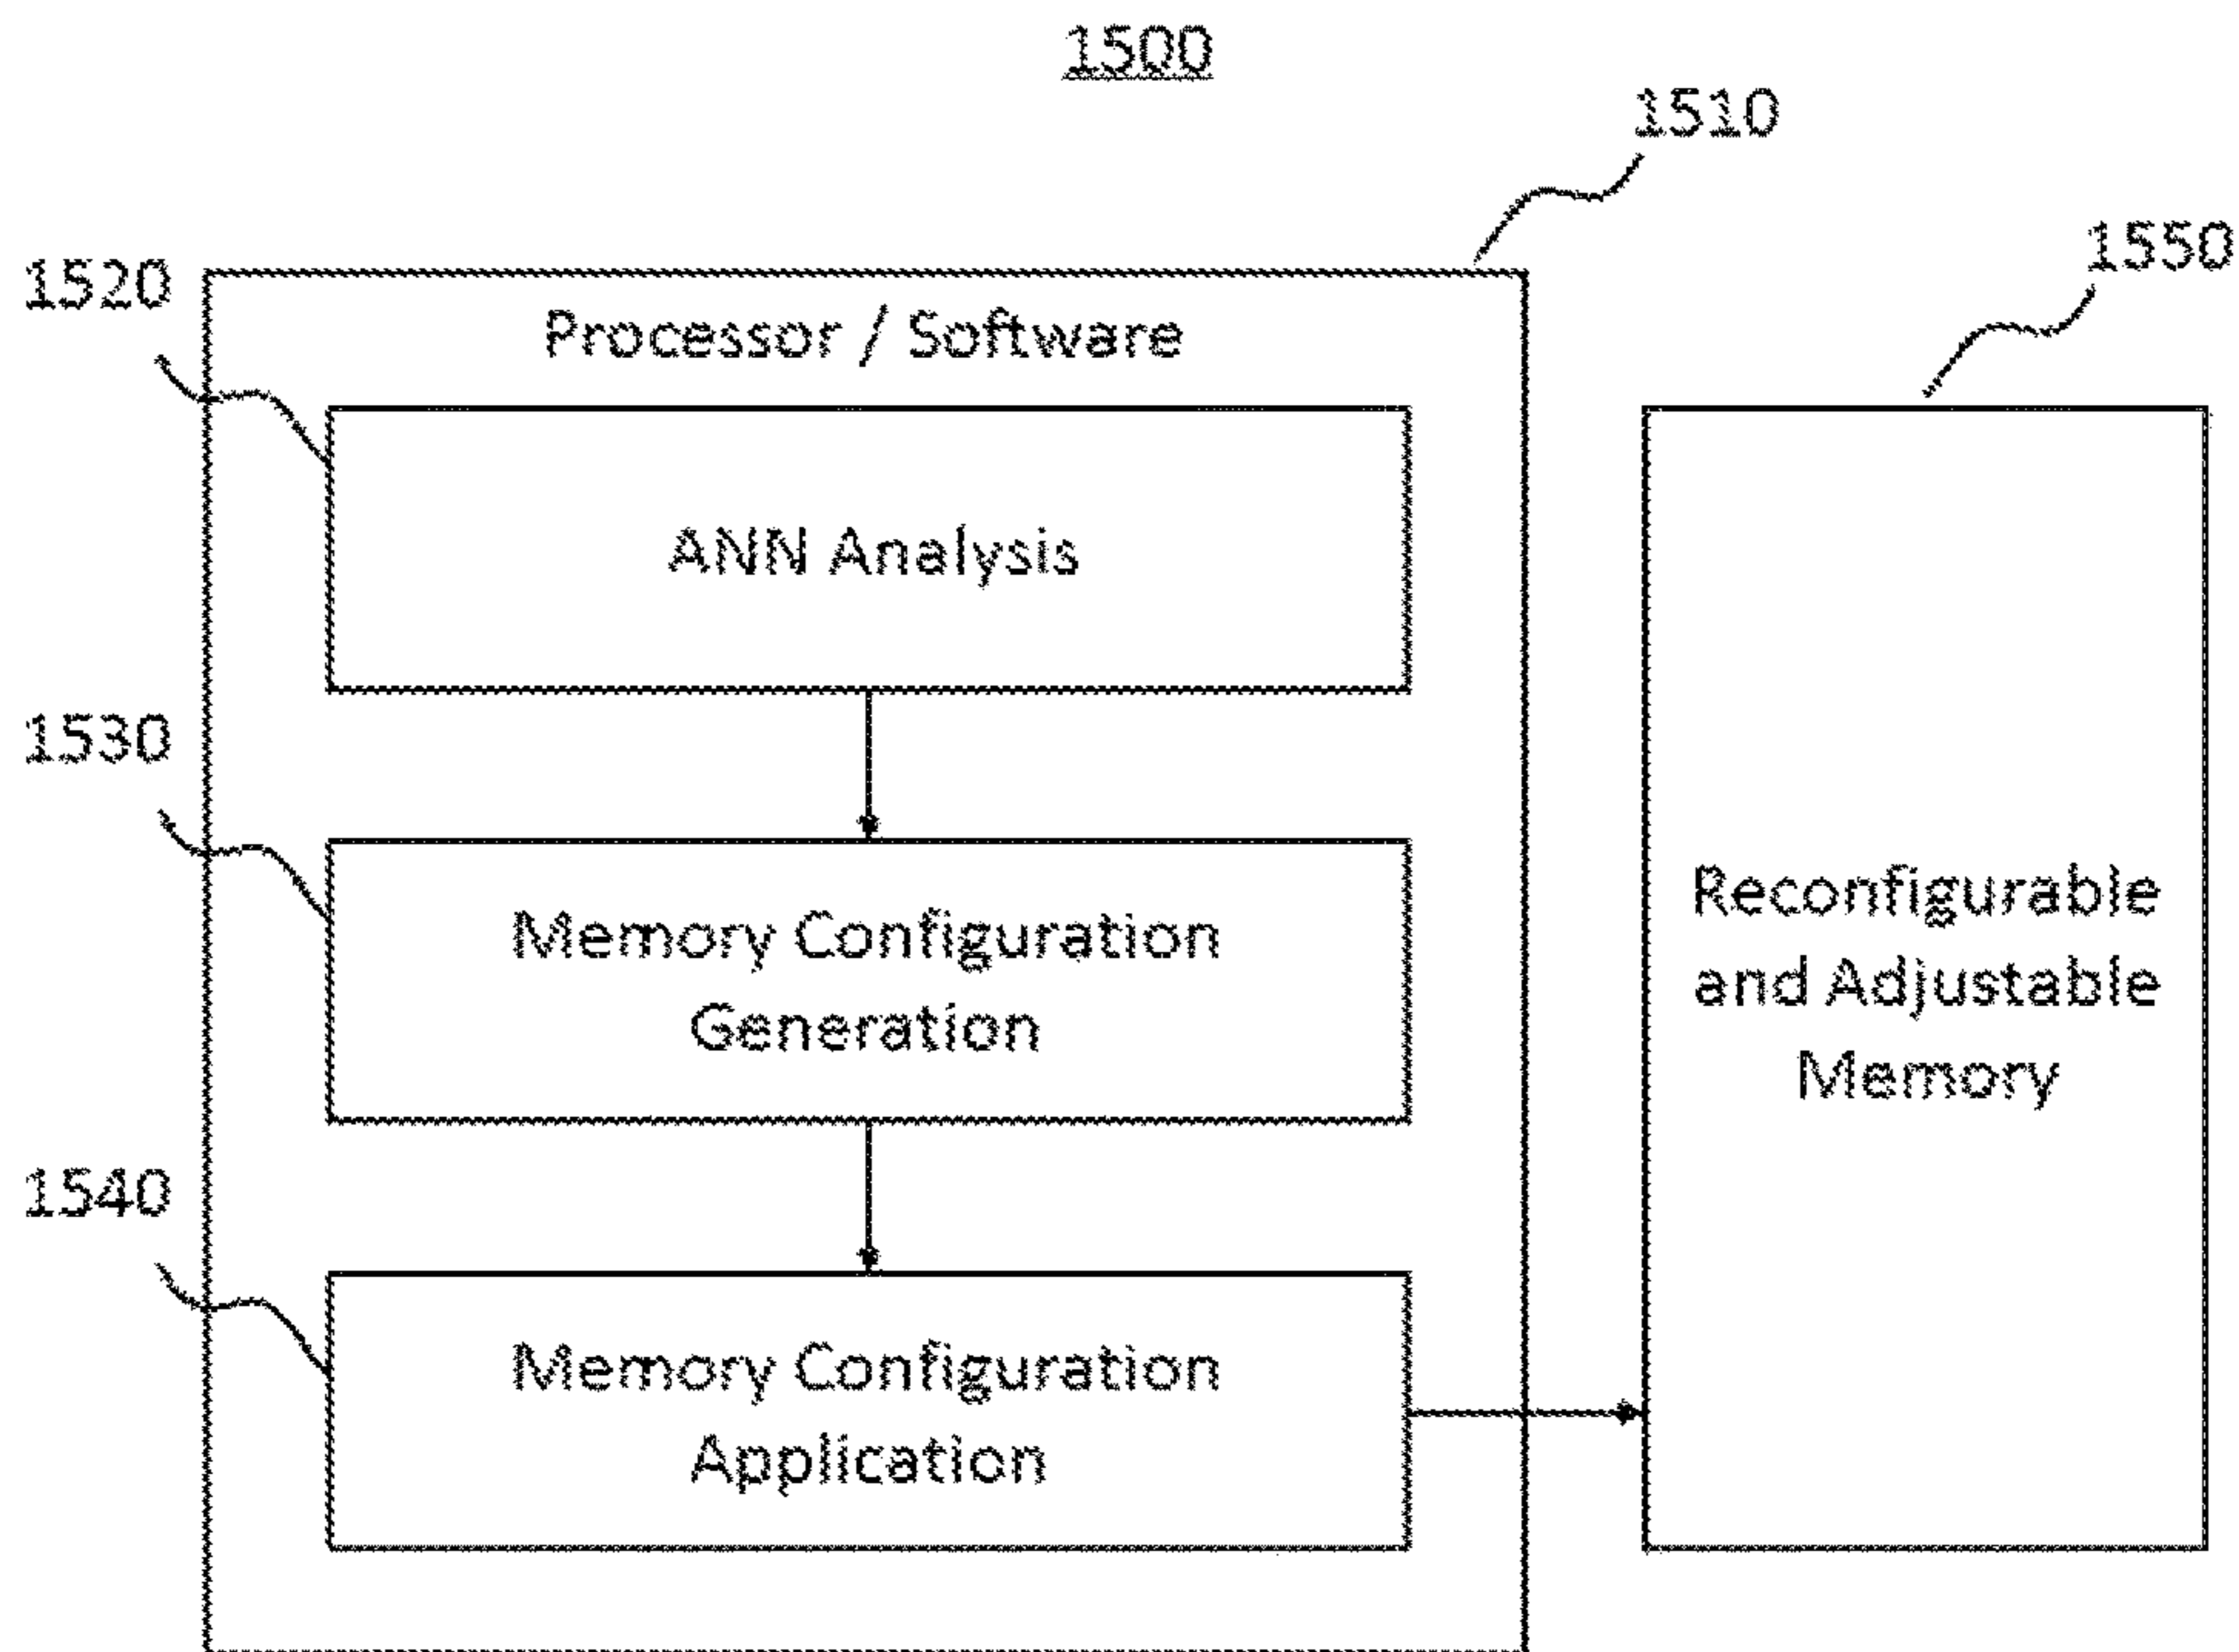 1500
1510
1550
1520
Processor / Software
ANN Analysis
1530
Memory Configuration
Generation
Reconfigurable
and Adjustable
Memory
1540
Memory Configuration
Application